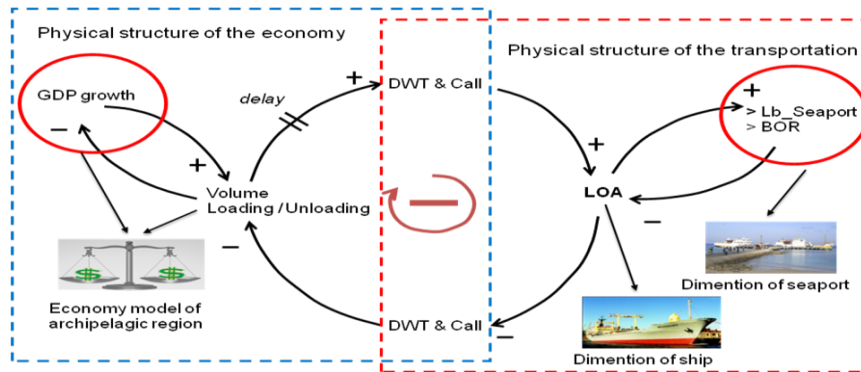 Physical structure of the economy
Physical structure of the transportation
GDP growth
+
DWT & Call
delay
+
> Lb_Seaport
> BOR
−
+
+
Volume
Loading / Unloading
LOA
−
−
−
$ $
Economy model of
archipelagic region
Dimention of seaport
DWT & Call
−
Dimention of ship